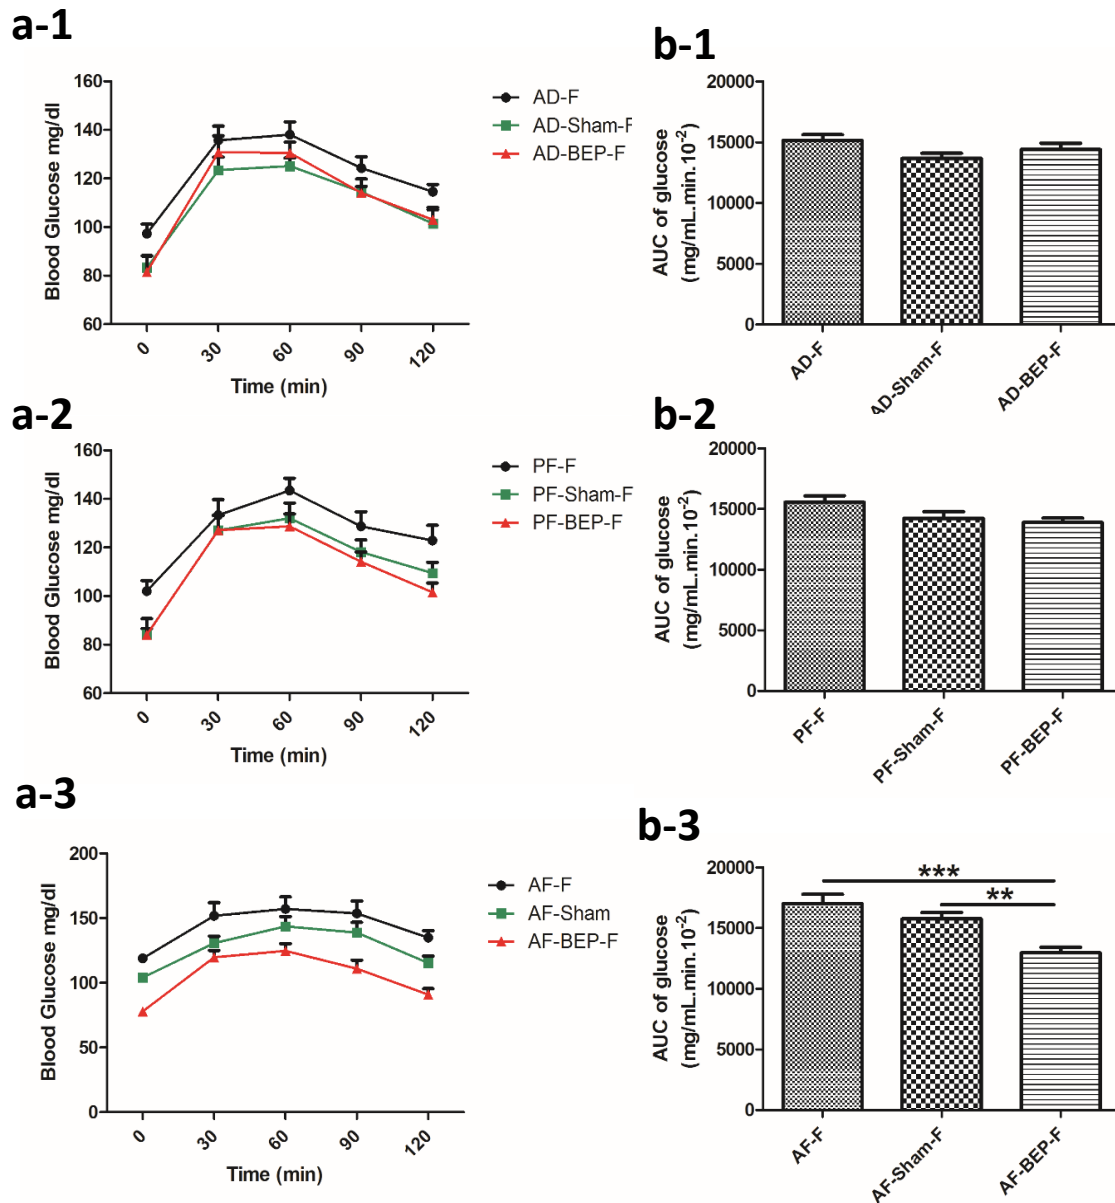 a-1
160
140
120
100
80
60
Blood Glucose mg/dl
0
30
60
90
120
Time (min)
AD-F
AD-Sham-F
AD-BEP-F
b-1
20000
15000
10000
5000
0
AUC of glucose
(mg/mL.min. 10⁻²)
AD-F
AD-Sham-F
AD-BEP-F
a-2
160
140
120
100
80
60
Blood Glucose mg/dl
0
30
60
90
120
Time (min)
PF-F
PF-Sham-F
PF-BEP-F
b-2
20000
15000
10000
5000
0
AUC of glucose
(mg/mL.min. 10⁻²)
PF-F
PF-Sham-F
PF-BEP-F
a-3
200
150
100
50
0
Blood Glucose mg/dl
0
30
60
90
120
Time (min)
AF-F
AF-Sham
AF-BEP-F
b-3
20000
15000
10000
5000
0
AUC of glucose
(mg/mL.min. 10⁻²)
***
**
AF-F
AF-Sham-F
AF-BEP-F